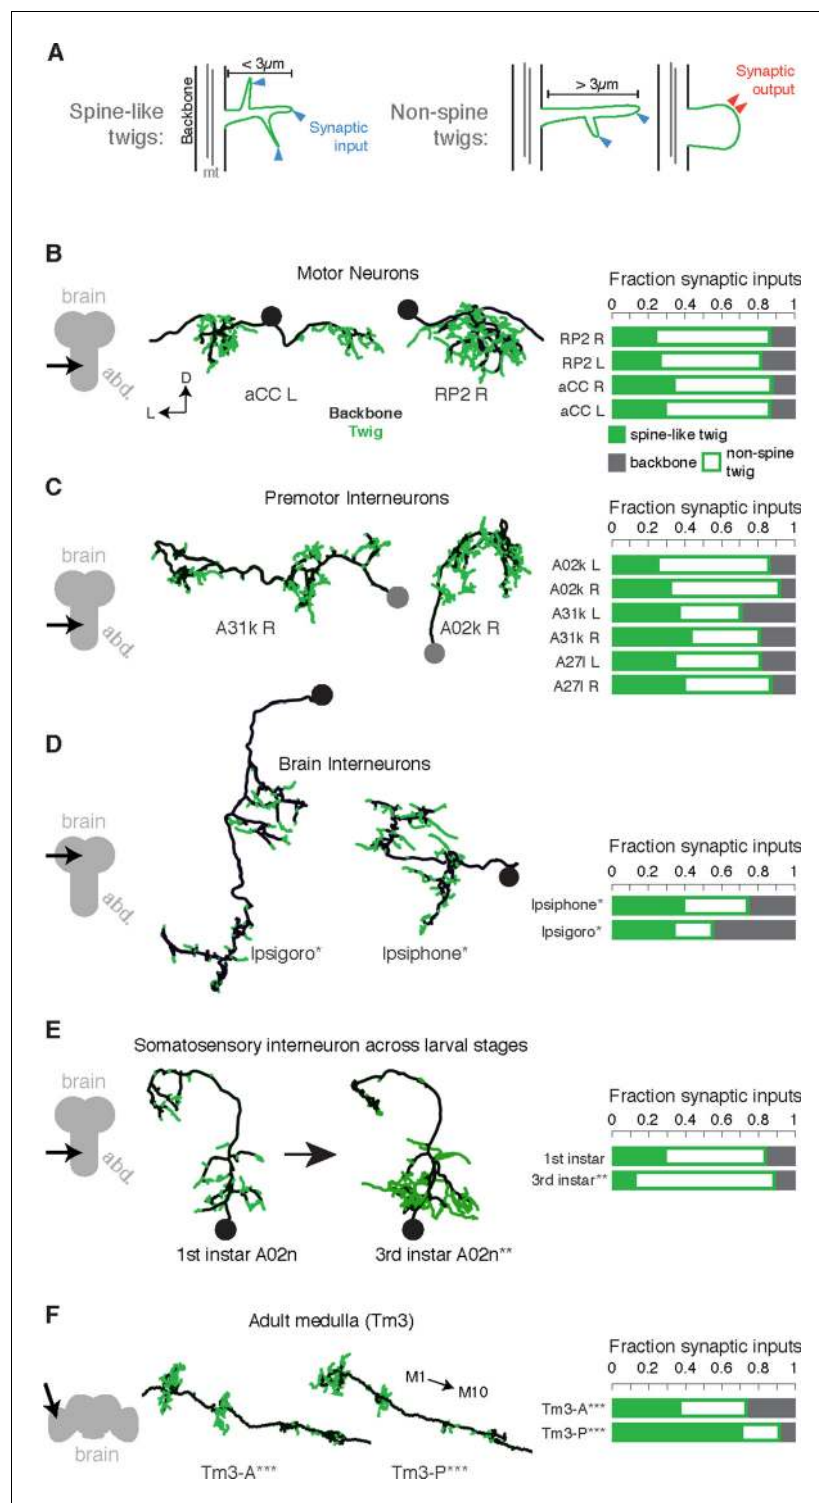 A
Spine-like
twigs:
Backbone
< 3µm
Synaptic
input
mt
Non-spine
twigs:
> 3µm
Synaptic
output
B
Motor Neurons
brain
abd.
D
L
aCC L
RP2 R
Backbone
Twig
Fraction synaptic inputs
0 0.2 0.4 0.6 0.8 1
RP2 R
RP2 L
aCC R
aCC L
spine-like twig
backbone
non-spine
twig
C
Premotor Interneurons
brain
abd.
A31k R
A02k R
Fraction synaptic inputs
0 0.2 0.4 0.6 0.8 1
A02k L
A02k R
A31k L
A31k R
A27l L
A27l R
D
Brain Interneurons
brain
abd.
Ipsigoro*
Ipsiphone*
Fraction synaptic inputs
0 0.2 0.4 0.6 0.8 1
Ipsiphone*
Ipsigoro*
E
Somatosensory interneuron across larval stages
brain
abd.
1st instar A02n
3rd instar A02n**
Fraction synaptic inputs
0 0.2 0.4 0.6 0.8 1
1st instar
3rd instar**
F
Adult medulla (Tm3)
brain
M1
M10
Tm3-A***
Tm3-P***
Fraction synaptic inputs
0 0.2 0.4 0.6 0.8 1
Tm3-A***
Tm3-P***